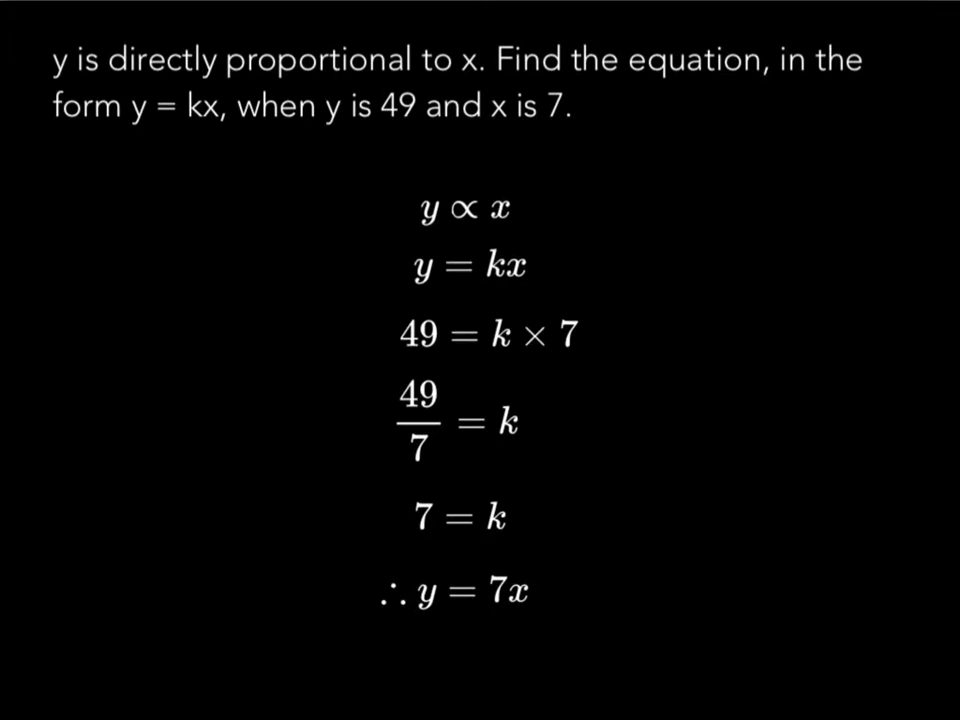 y is directly proportional to x. Find the equation, in the
form y = kx, when y is 49 and x is 7.
y ∝ x
y = kx
49 = k × 7
49
7
= k
7 = k
∴ y = 7x